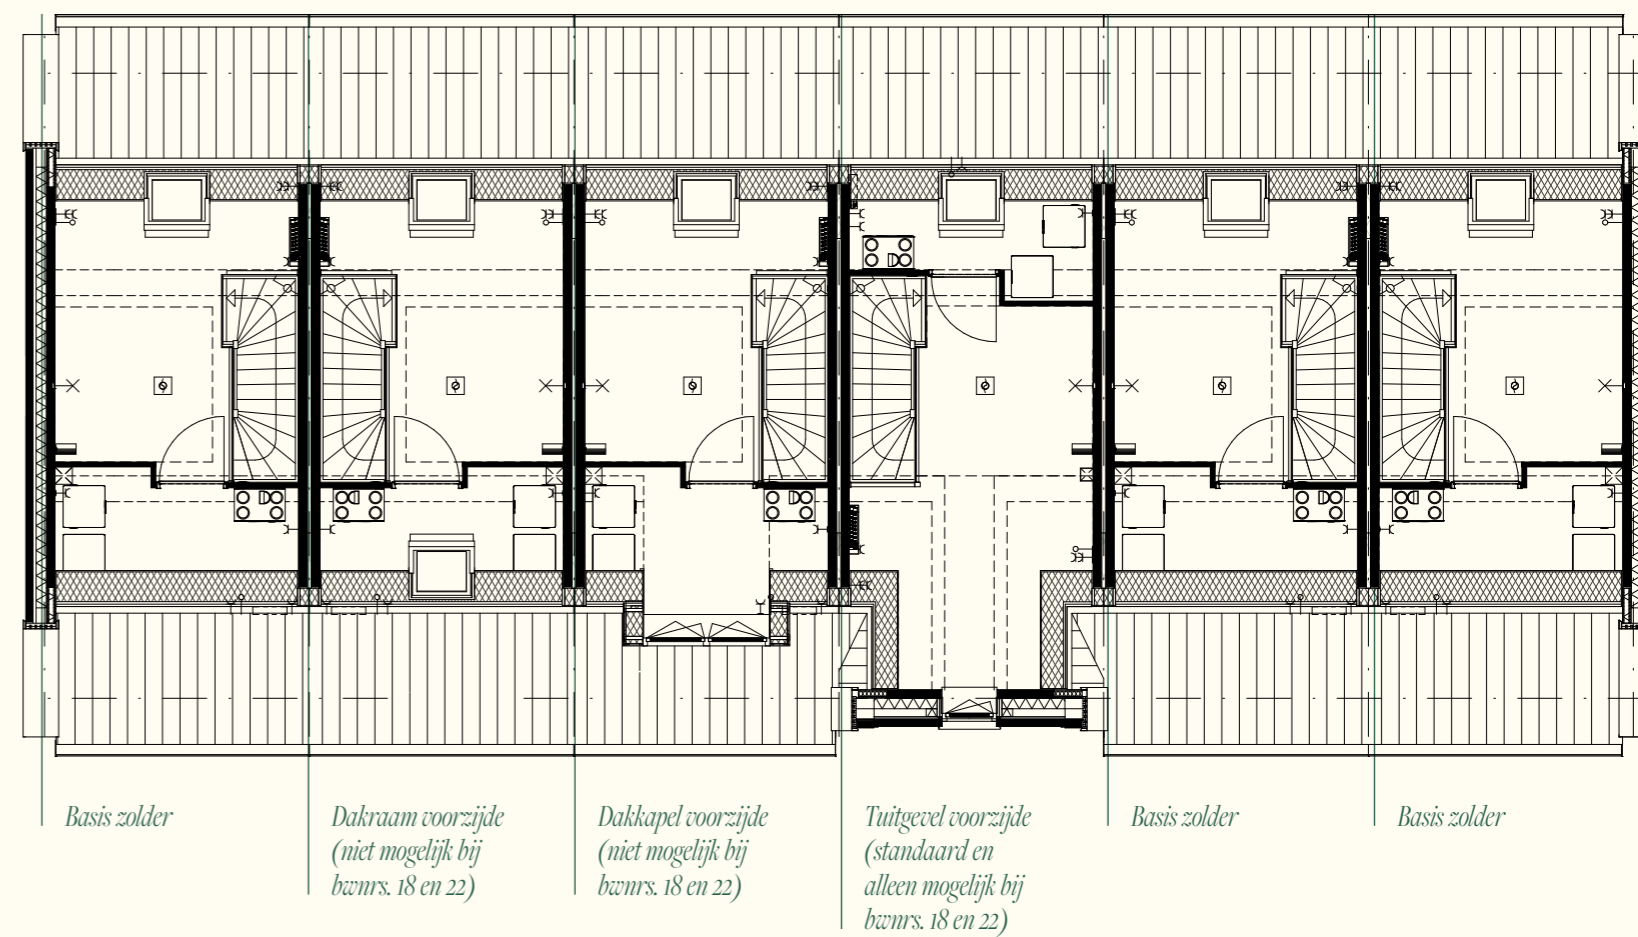 Basis zolder
Dakraam voorzijde
(niet mogelijk bij
bwnrs. 18 en 22)
Dakkapel voorzijde
(niet mogelijk bij
bwnrs. 18 en 22)
Tuitgevel voorzijde
(standaard en
alleen mogelijk bij
bwnrs. 18 en 22)
Basis zolder
Basis zolder